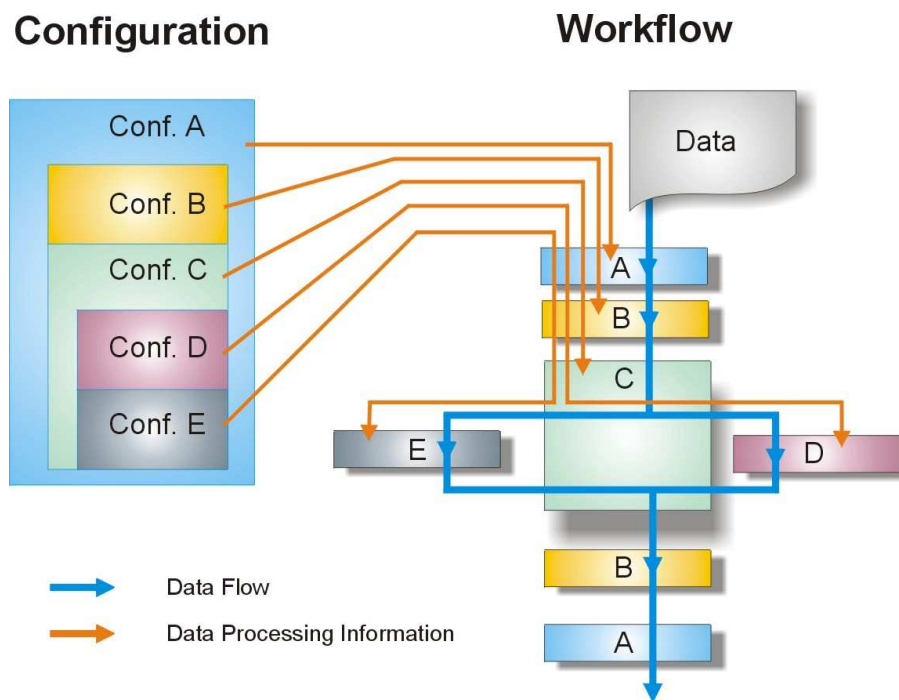 Configuration
Workflow
Conf. A
Conf. B
Conf. C
Conf. D
Conf. E
Data
A
B
C
E
D
B
A
Data Flow
Data Processing Information